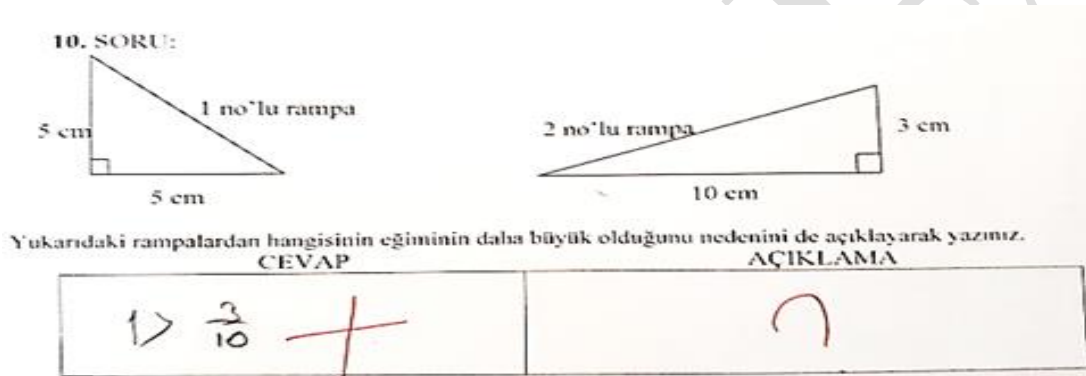 10. SORU:
1 no'lu rampa
5 cm
5 cm
2 no'lu rampa
3 cm
10 cm
Yukarıdaki rampalardan hangisinin eğiminin daha büyük olduğunu nedenini de açıklayarak yazınız.
CEVAP AÇIKLAMA
1 > 3/10